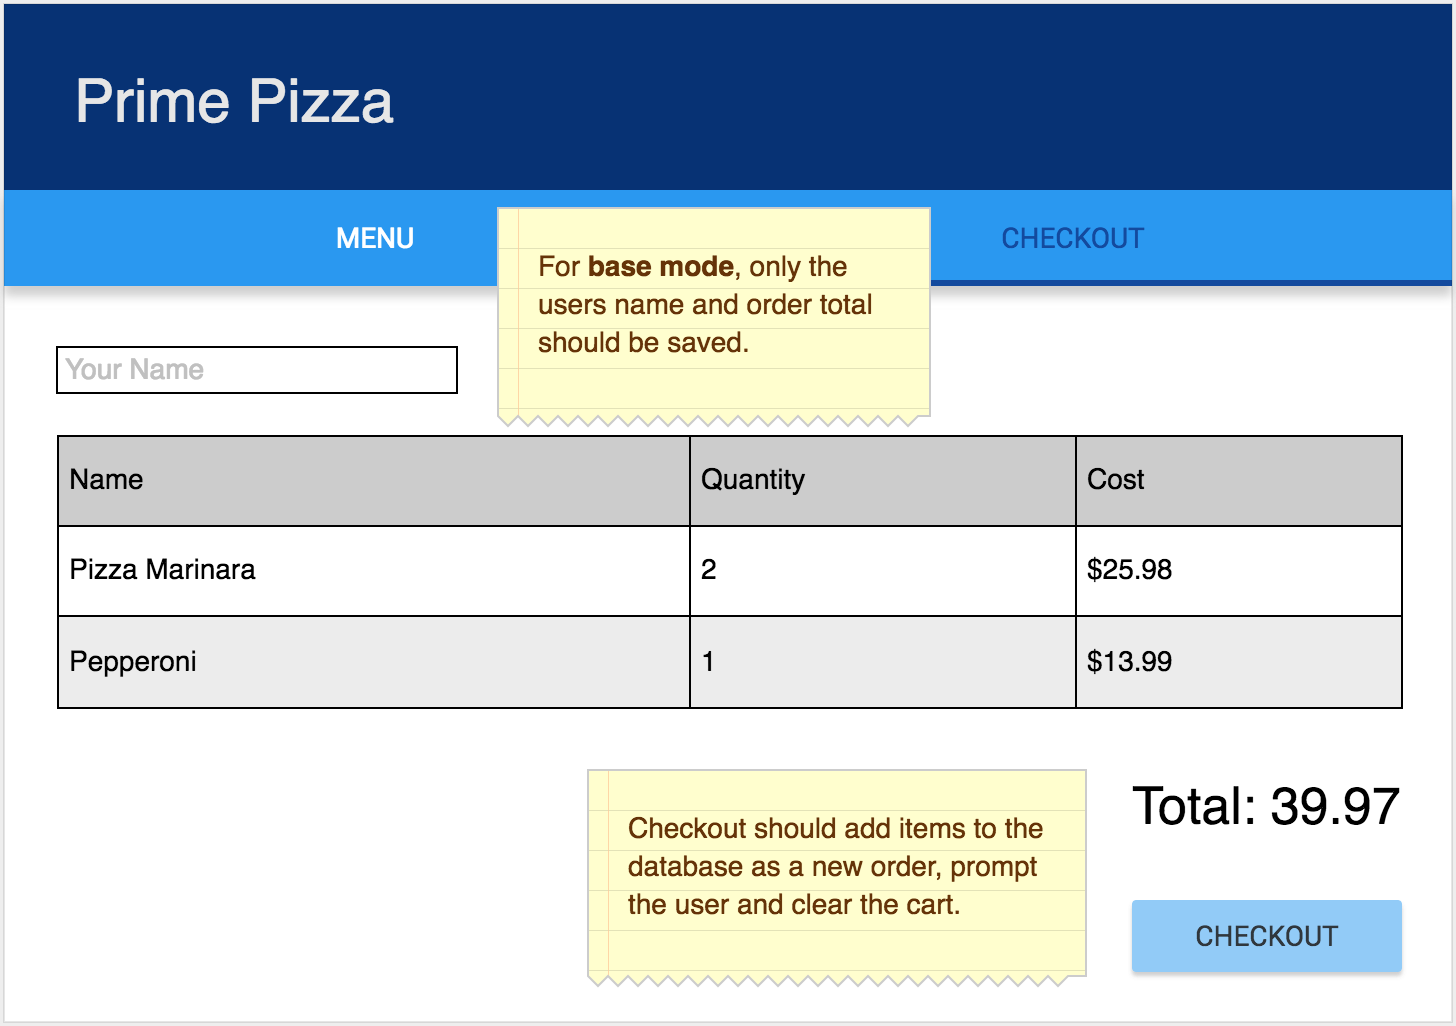 Prime Pizza
MENU
CHECKOUT
For base mode, only the
users name and order total
should be saved.
Your Name
Name Quantity Cost
Pizza Marinara 2 $25.98
Pepperoni 1 $13.99
Checkout should add items to the
database as a new order, prompt
the user and clear the cart.
Total: 39.97
CHECKOUT